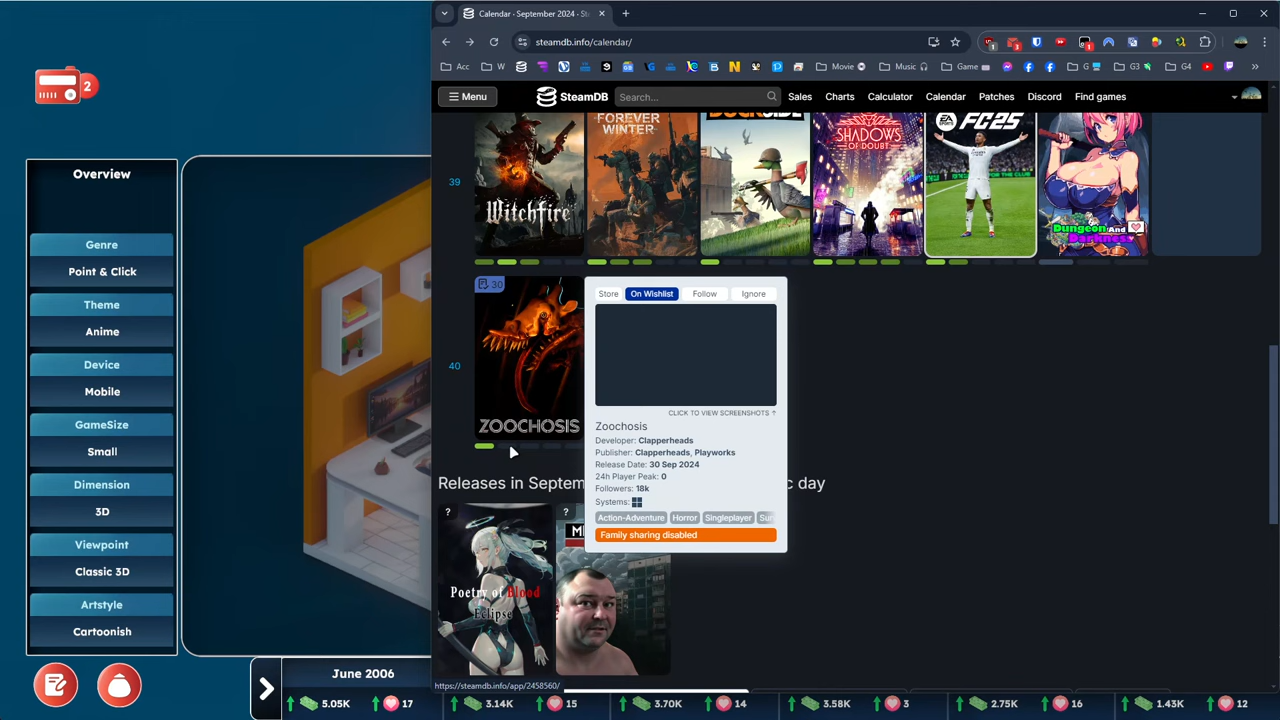 Calendar · September 2024 · St
steamdb.info/calendar/
Acc
W
Movie
Music
Game
G
G3
G4
Menu
SteamDB
Search...
Sales
Charts
Calculator
Calendar
Patches
Discord
Find games
2
Overview
Genre
Point & Click
Theme
Anime
Device
Mobile
GameSize
Small
Dimension
3D
Viewpoint
Classic 3D
Artstyle
Cartoonish
39
Witchfire
FOREVER
WINTER
SHADOWS
OF DOUBT
EA SPORTS FC25
Dungeon And
Darkness
40
30
ZOOCHOSIS
Store
On Wishlist
Follow
Ignore
CLICK TO VIEW SCREENSHOTS ↑
Zoochosis
Developer: Clapperheads
Publisher: Clapperheads, Playworks
Release Date: 30 Sep 2024
24h Player Peak: 0
Followers: 18k
Systems:
Action-Adventure
Horror
Singleplayer
Sur
Family sharing disabled
Releases in Septem
c day
?
?
Poetry of Blood
Eclipse
https://steamdb.info/app/2458560/
June 2006
5.05K
17
3.14K
15
3.70K
14
3.58K
3
2.75K
16
1.43K
12